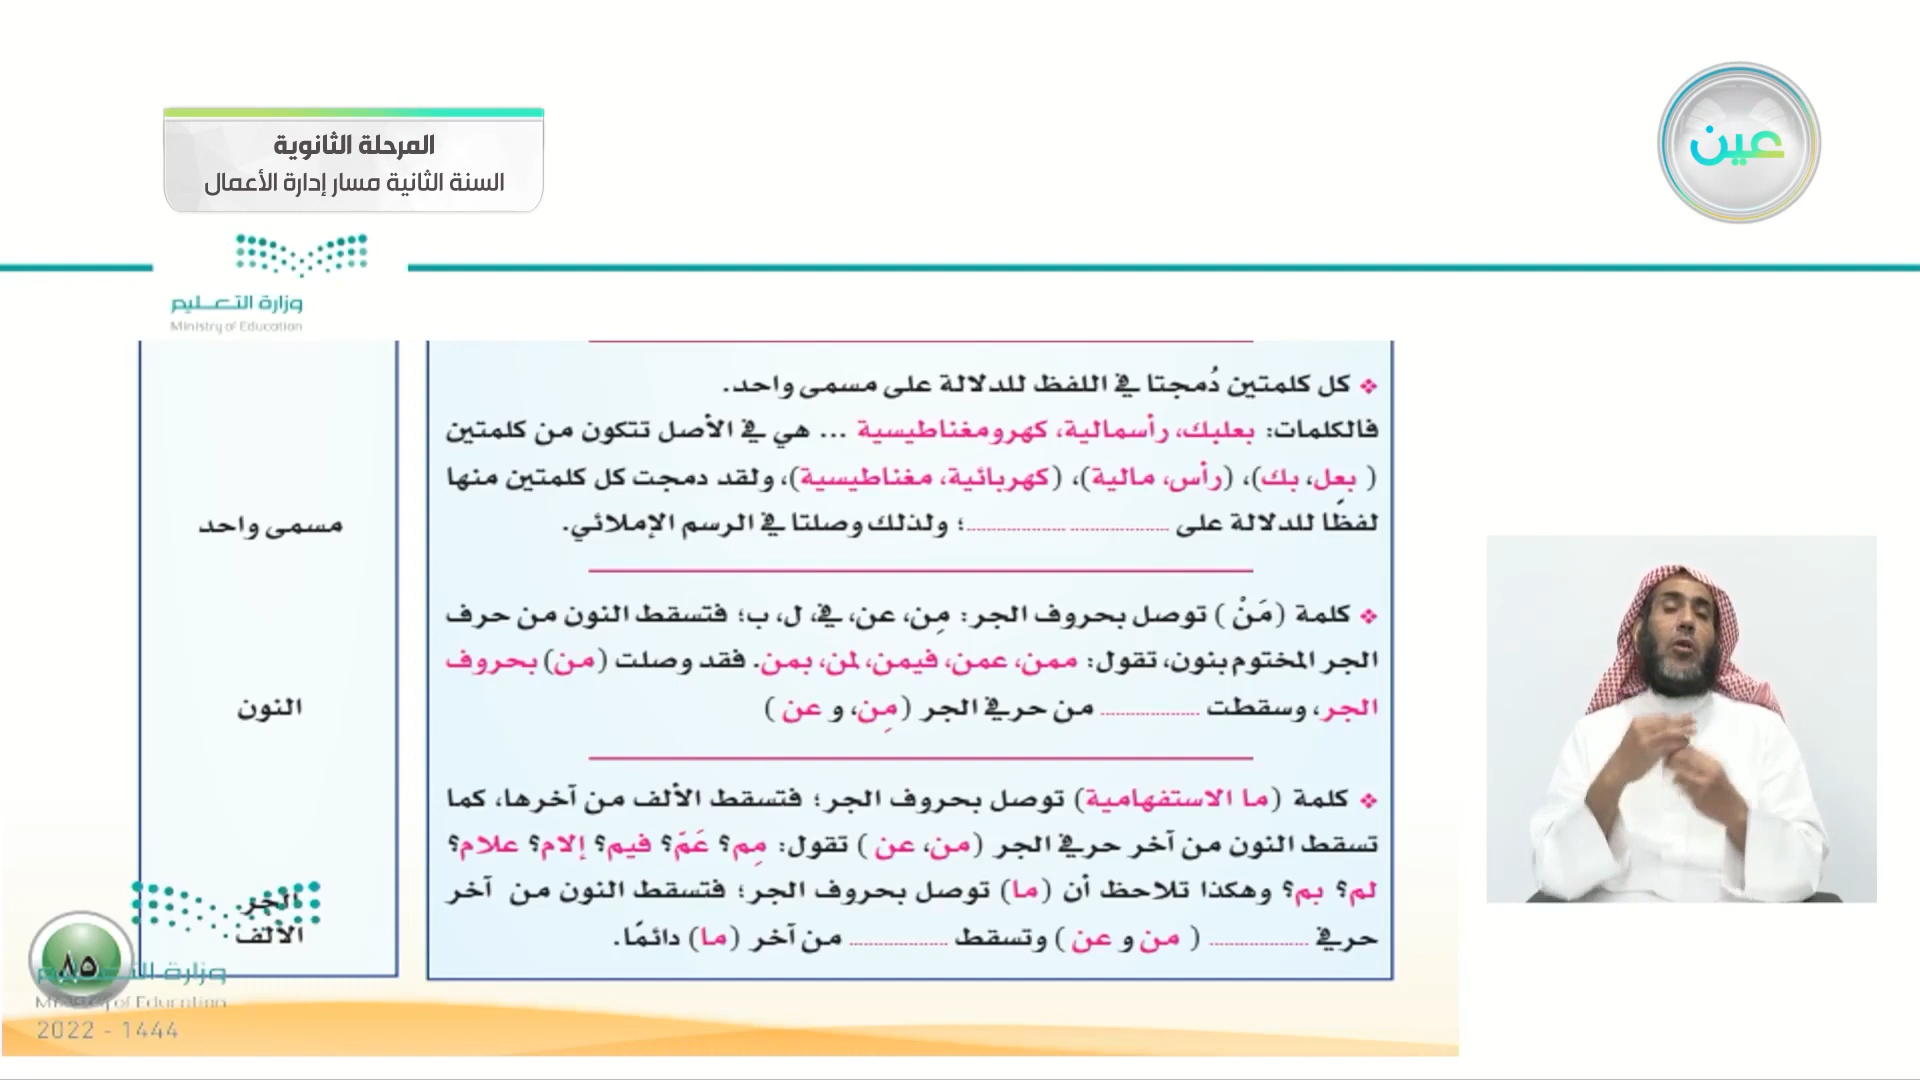 المرحلة الثانوية
السنة الثانية مسار إدارة الأعمال
عين
وزارة التعليم
Ministry of Education
❖ كل كلمتين دُمجتا في اللفظ للدلالة على مسمى واحد.
فالكلمات: بعلبك، رأسمالية، كهرومغناطيسية ... هي في الأصل تتكون من كلمتين
( بعل، بك)، (رأس، مالية)، (كهربائية، مغناطيسية)، ولقد دمجت كل كلمتين منها
لفظًا للدلالة على .................. ..................؛ ولذلك وصلتا في الرسم الإملائي.
مسمى واحد
❖ كلمة (مَنْ ) توصل بحروف الجر: مِن، عن، في، ل، ب؛ فتسقط النون من حرف
الجر المختوم بنون، تقول: ممن، عمن، فيمن، لمن، بمن. فقد وصلت (من) بحروف
الجر، وسقطت .................. من حرفي الجر (مِن، و عن )
النون
❖ كلمة (ما الاستفهامية) توصل بحروف الجر؛ فتسقط الألف من آخرها، كما
تسقط النون من آخر حرفي الجر (من، عن ) تقول: مِم؟ عَمَّ؟ فيم؟ إلام؟ علام؟
لم؟ بم؟ وهكذا تلاحظ أن (ما) توصل بحروف الجر؛ فتسقط النون من آخر
حرفي .................. ( من و عن ) وتسقط .................. من آخر (ما) دائمًا.
الجر
الألف
٨٥
وزارة التعليم
Ministry of Education
2022 - 1444